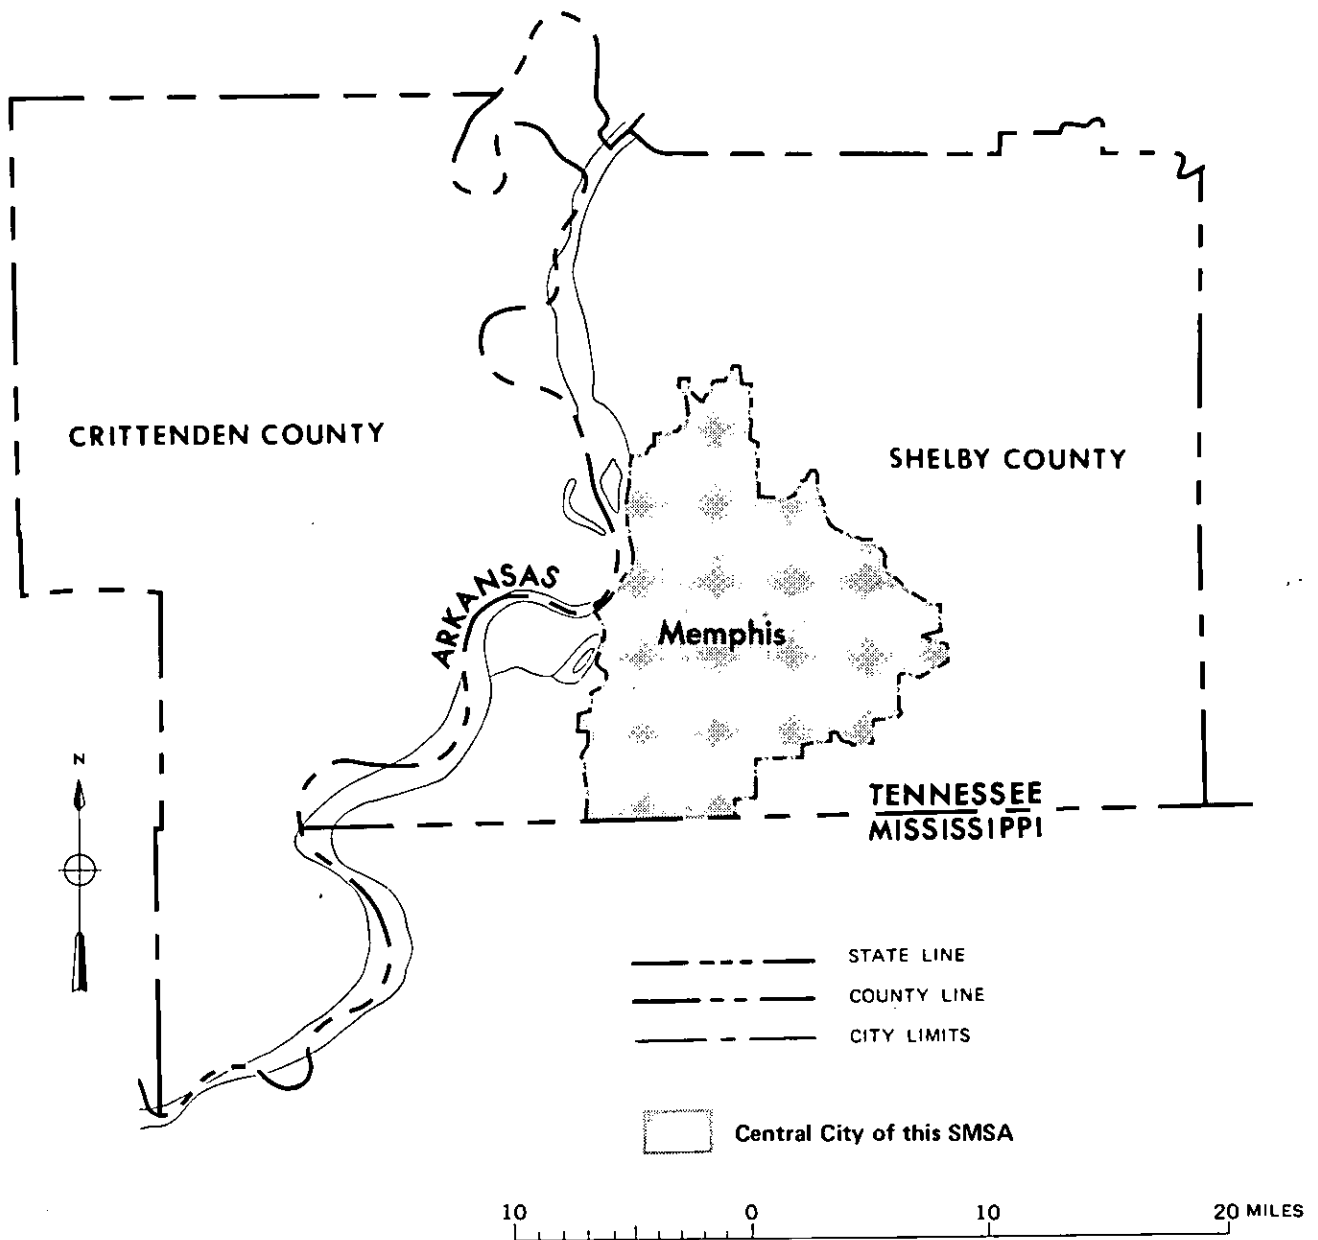 CRITTENDEN COUNTY
SHELBY COUNTY
ARKANSAS
Memphis
N
TENNESSEE
MISSISSIPPI
STATE LINE
COUNTY LINE
CITY LIMITS
Central City of this SMSA
10 0 10 20 MILES